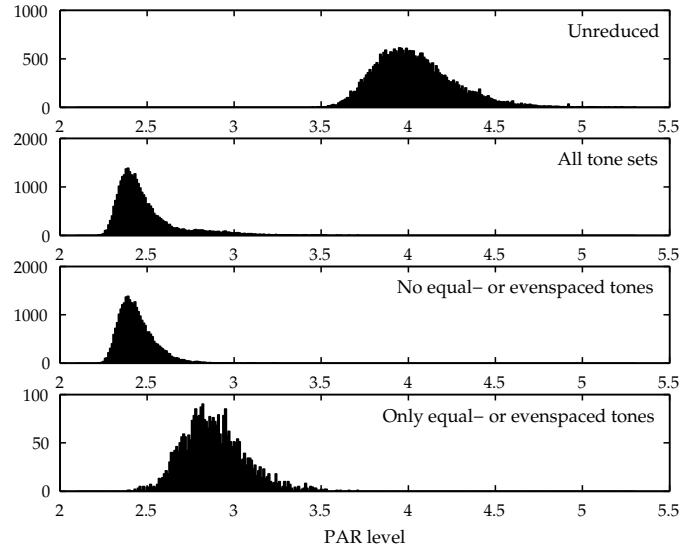 1000
Unreduced
500
0
2 2.5 3 3.5 4 4.5 5 5.5
2000
All tone sets
1000
0
2 2.5 3 3.5 4 4.5 5 5.5
2000
No equal− or evenspaced tones
1000
0
2 2.5 3 3.5 4 4.5 5 5.5
100
Only equal− or evenspaced tones
50
0
2 2.5 3 3.5 4 4.5 5 5.5
PAR level